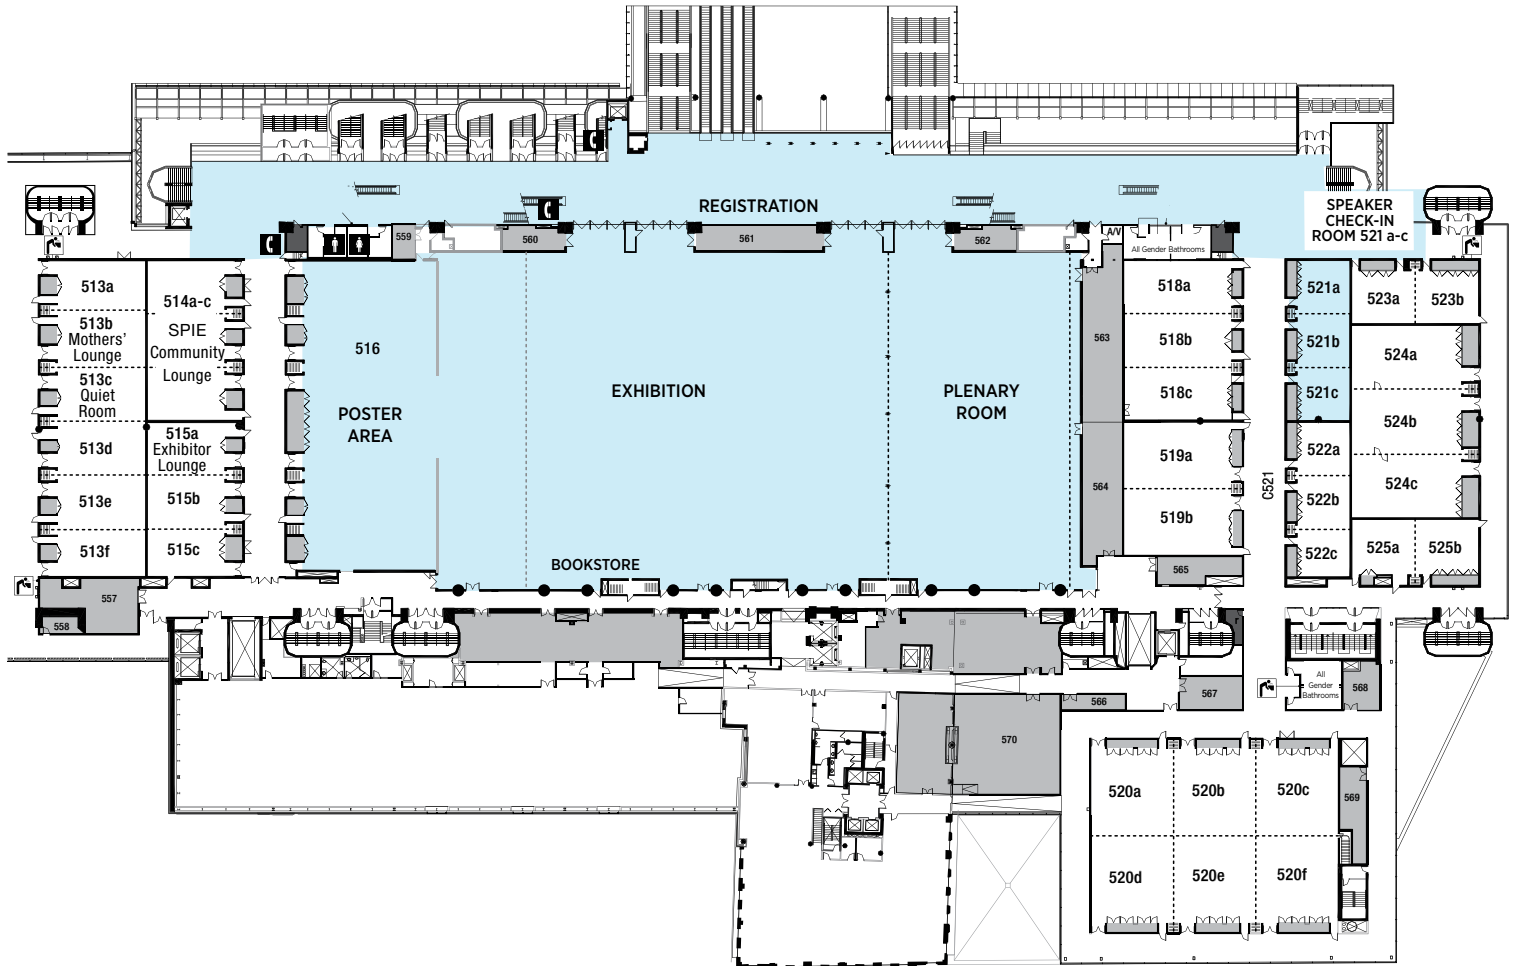 REGISTRATION
SPEAKER
CHECK-IN
ROOM 521 a-c
559
560
561
562
A/V
All Gender Bathrooms
513a
513b
Mothers'
Lounge
513c
Quiet
Room
513d
513e
513f
514a-c
SPIE
Community
Lounge
515a
Exhibitor
Lounge
515b
515c
516
POSTER
AREA
EXHIBITION
PLENARY
ROOM
BOOKSTORE
563
564
518a
518b
518c
519a
519b
565
C521
521a
521b
521c
522a
522b
522c
523a
523b
524a
524b
524c
525a
525b
557
558
566
567
All
Gender
Bathrooms
568
570
520a
520b
520c
520d
520e
520f
569